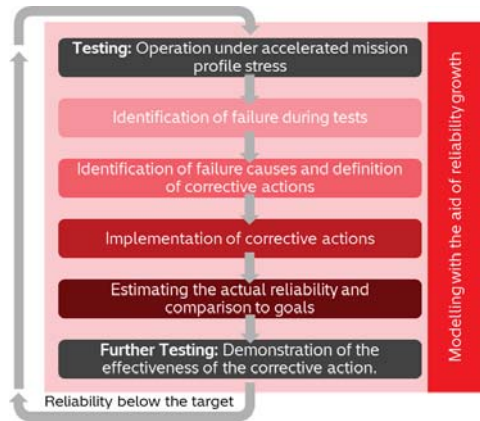 Testing: Operation under accelerated mission
profile stress
Identification of failure during tests
Identification of failure causes and definition
of corrective actions
Implementation of corrective actions
Estimating the actual reliability and
comparison to goals
Further Testing: Demonstration of the
effectiveness of the corrective action.
Reliability below the target
Modelling with the aid of reliability growth